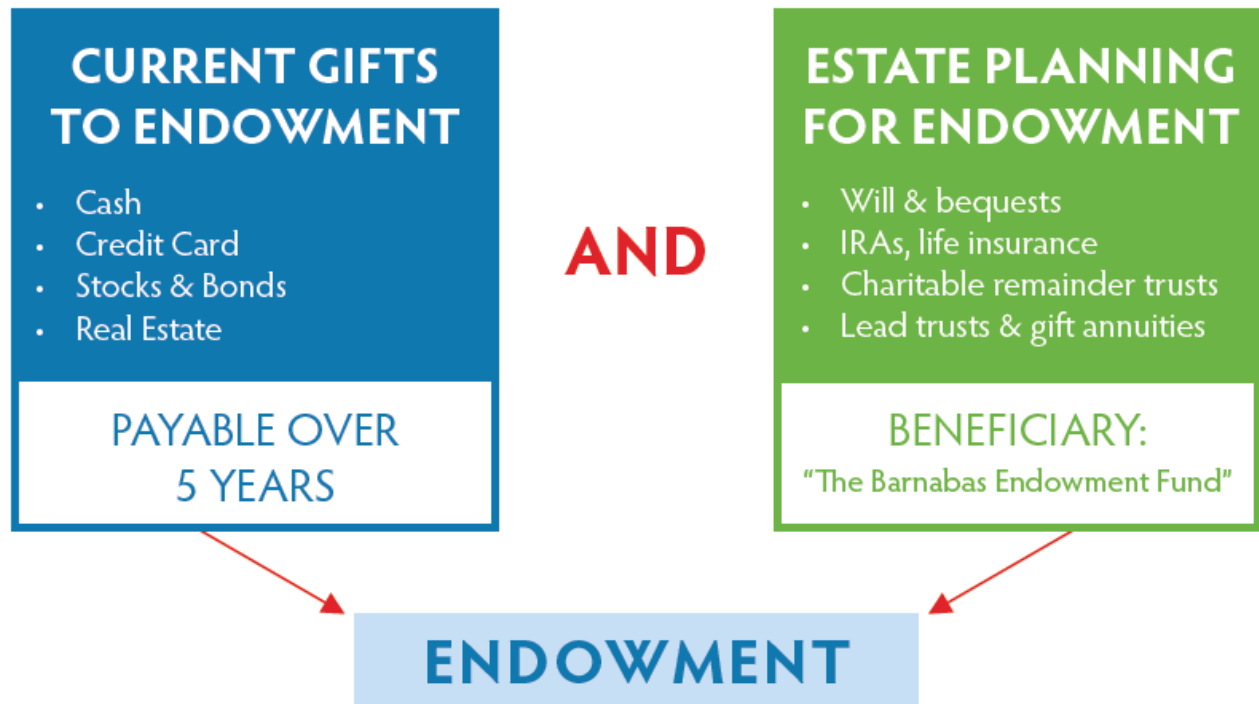 CURRENT GIFTS
TO ENDOWMENT
• Cash
• Credit Card
• Stocks & Bonds
• Real Estate
PAYABLE OVER
5 YEARS
AND
ESTATE PLANNING
FOR ENDOWMENT
• Will & bequests
• IRAs, life insurance
• Charitable remainder trusts
• Lead trusts & gift annuities
BENEFICIARY:
“The Barnabas Endowment Fund”
ENDOWMENT